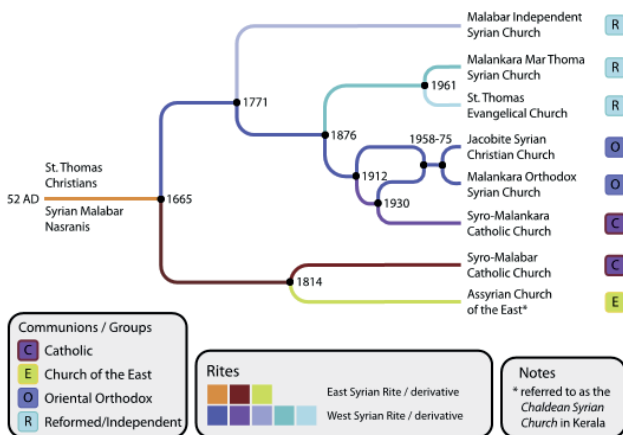 Malabar Independent
Syrian Church
R
Malankara Mar Thoma
Syrian Church
R
1961
St. Thomas
Evangelical Church
R
1771
1876
1958-75
Jacobite Syrian
Christian Church
O
St. Thomas
Christians
1912
Malankara Orthodox
Syrian Church
O
52 AD
1665
1930
Syrian Malabar
Nasranis
Syro-Malankara
Catholic Church
C
Syro-Malabar
Catholic Church
C
1814
Assyrian Church
of the East*
E
Communions / Groups
C Catholic
E Church of the East
O Oriental Orthodox
R Reformed/Independent
Rites
East Syrian Rite / derivative
West Syrian Rite / derivative
Notes
* referred to as the
Chaldean Syrian
Church in Kerala